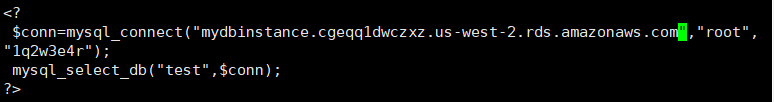 <?
$conn=mysql_connect("mydbinstance.cgeqq1dwczxz.us-west-2.rds.amazonaws.com","root",
"1q2w3e4r");
mysql_select_db("test",$conn);
?>